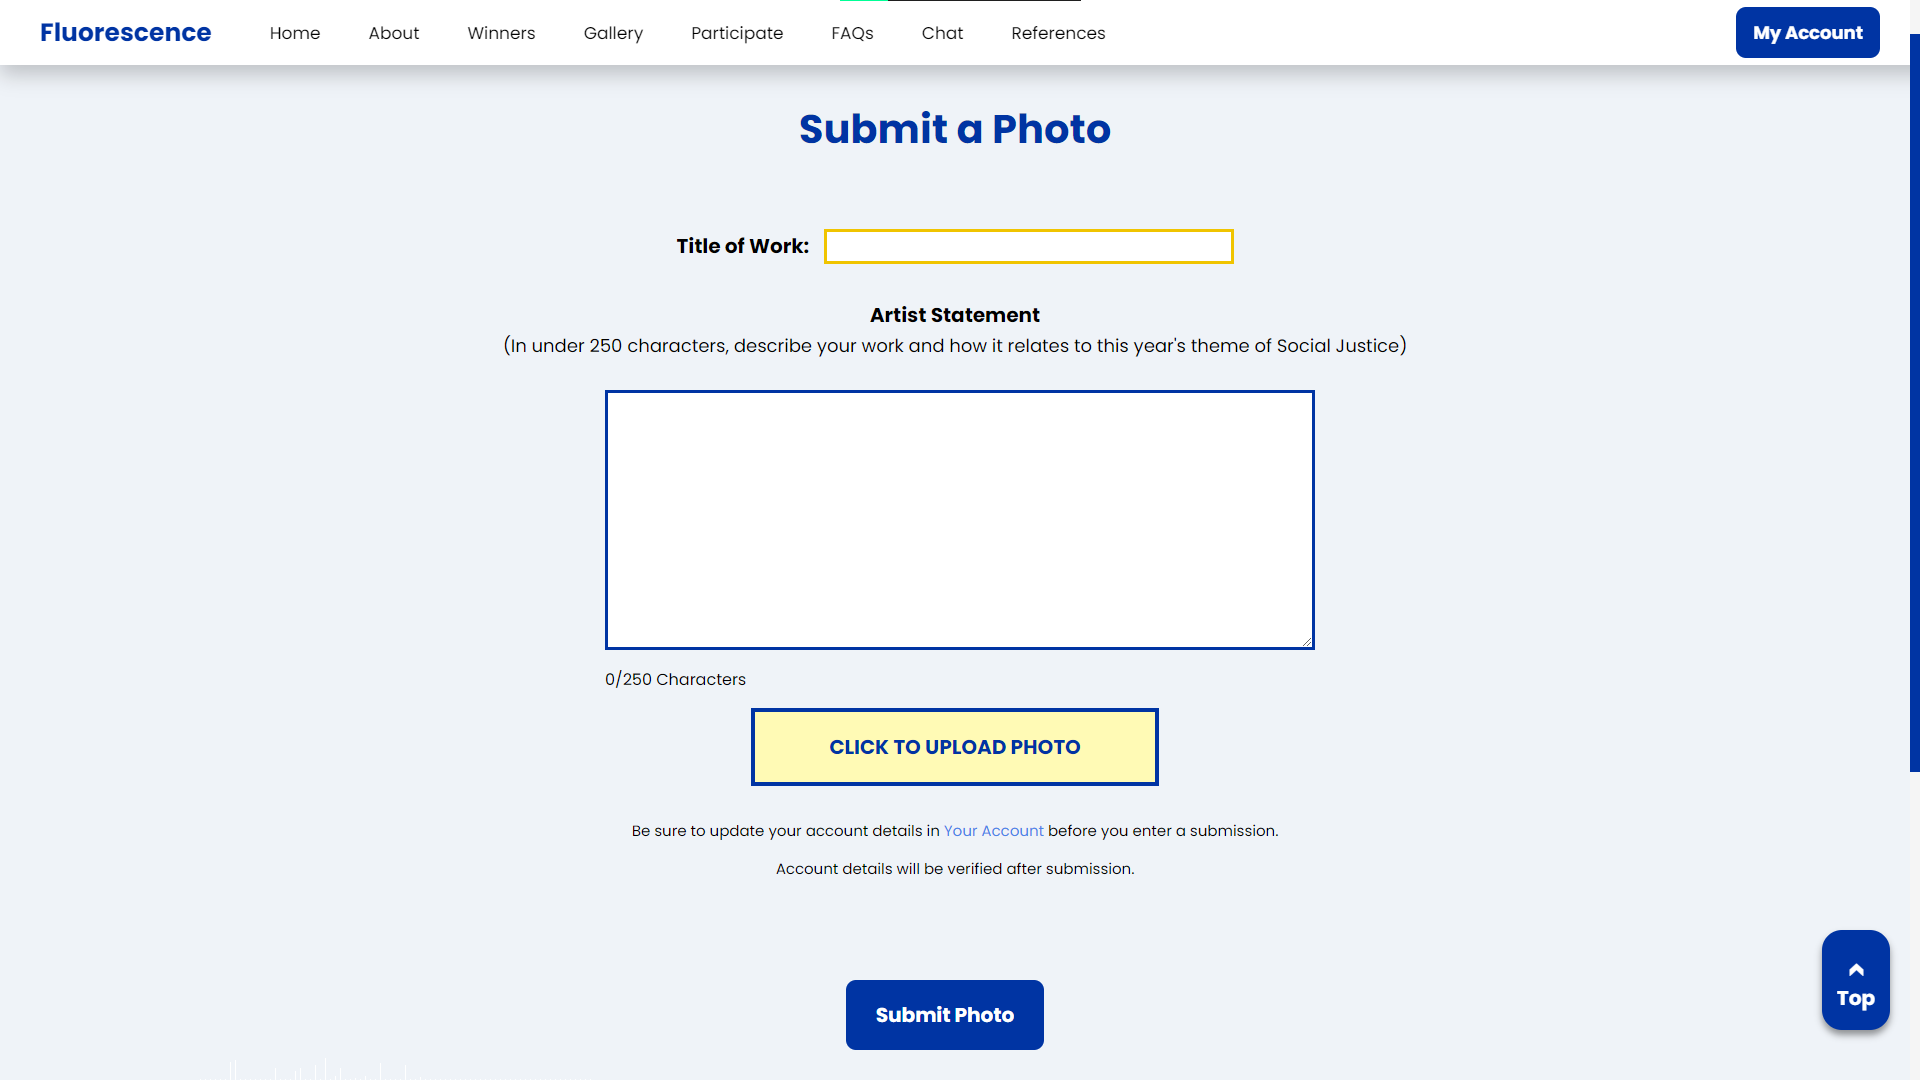 Fluorescence Home About Winners Gallery Participate FAQs Chat References My Account
Submit a Photo
Title of Work:
Artist Statement
(In under 250 characters, describe your work and how it relates to this year's theme of Social Justice)
0/250 Characters
CLICK TO UPLOAD PHOTO
Be sure to update your account details in Your Account before you enter a submission.
Account details will be verified after submission.
Top
Submit Photo